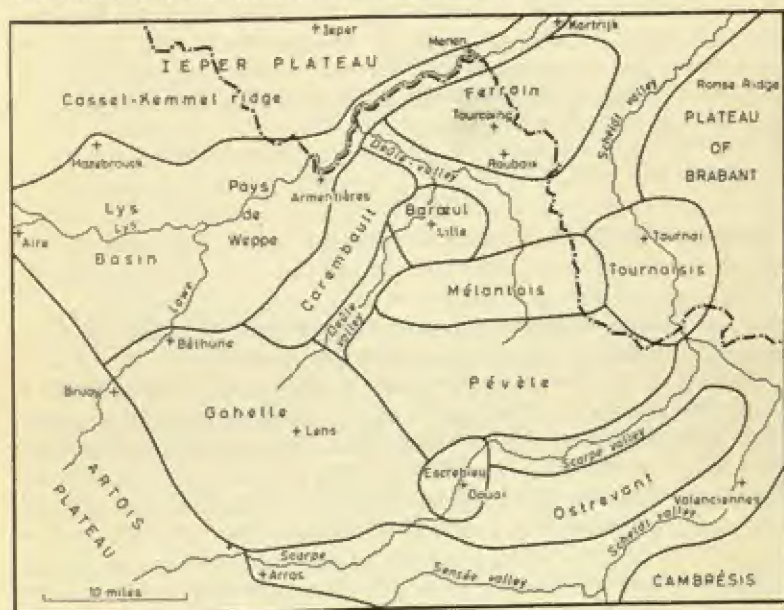 Ieper
Kortrijk
Menen
IEPER PLATEAU
Cassel-Kemmel ridge
Ferrain
Tourcoing
Roubaix
Scheldt valley
Ronse Ridge
PLATEAU
OF
BRABANT
Hazebrouck
Deûle-valley
Pays
de
Weppe
Armentières
Lys
Lys
Basin
Aire
Barœul
Lille
Carembault
Tournai
Tournaisis
Mélantois
Deûle
valley
Lawe
Béthune
Bruay
Pévèle
Gohelle
Lens
Escrebieu
Douai
Scarpe valley
Ostrevant
Valenciennes
ARTOIS
PLATEAU
Scarpe
Arras
Sensée valley
Scheldt valley
CAMBRÉSIS
10 miles